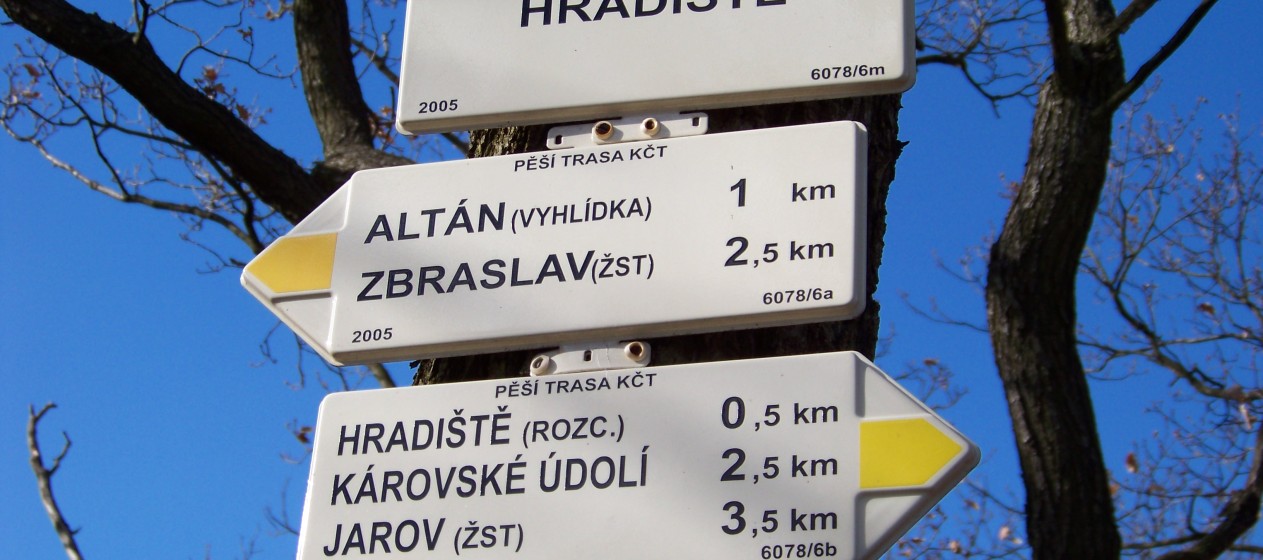 HRADIŠTĚ
6078/6m
2005
PĚŠÍ TRASA KČT
ALTÁN (VYHLÍDKA) 1 km
ZBRASLAV (ŽST) 2,5 km
6078/6a
2005
PĚŠÍ TRASA KČT
HRADIŠTĚ (ROZC.) 0,5 km
KÁROVSKÉ ÚDOLÍ 2,5 km
JAROV (ŽST) 3,5 km
6078/6b